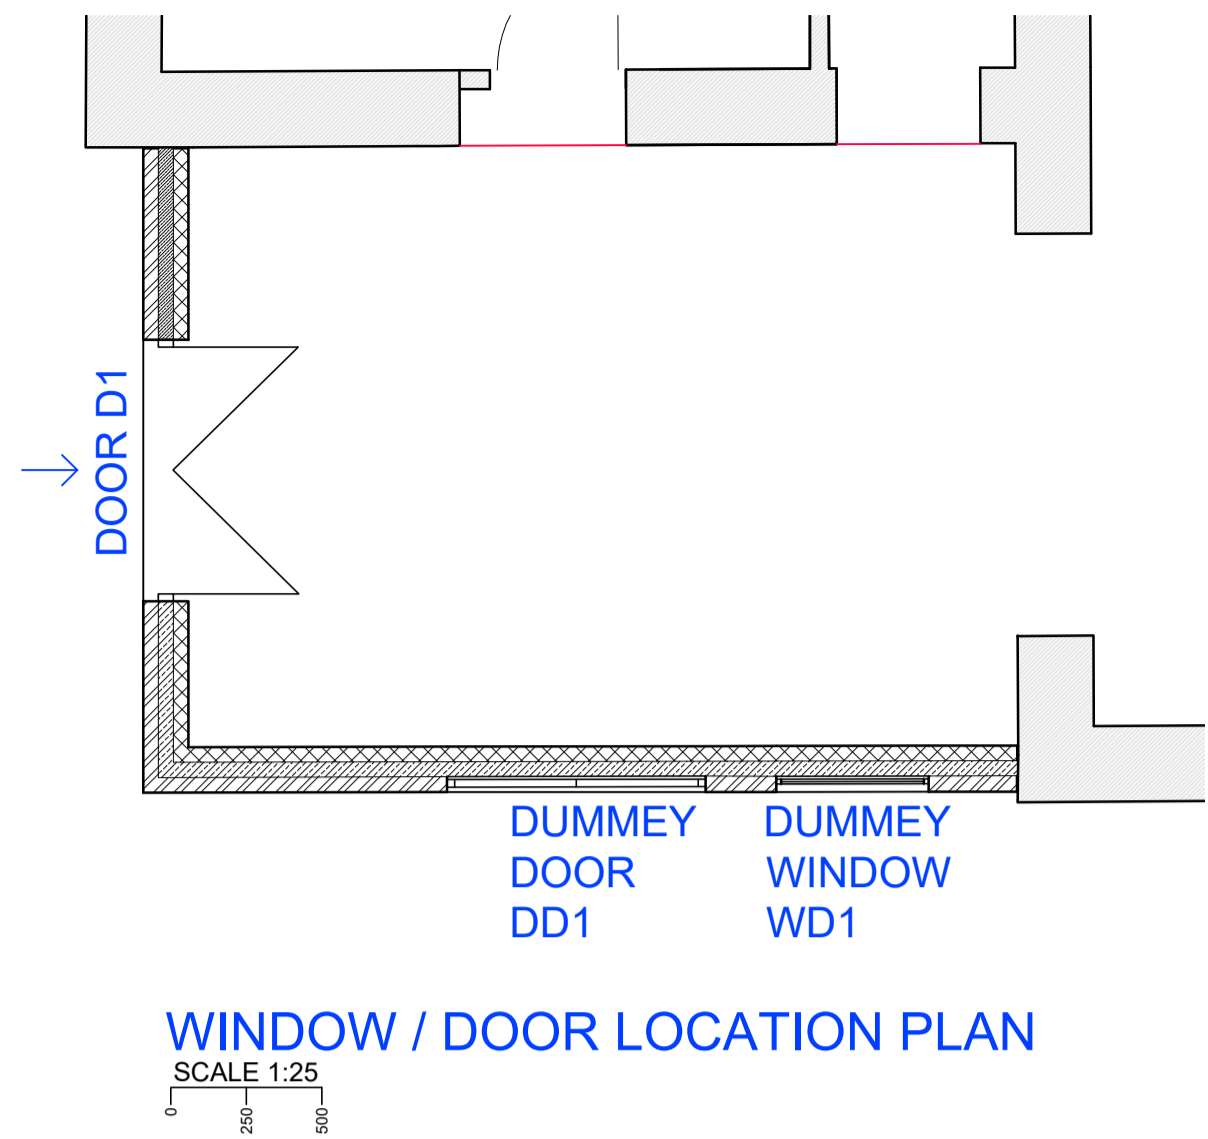 DOOR D1
DUMMEY
DOOR
DD1
DUMMEY
WINDOW
WD1
WINDOW / DOOR LOCATION PLAN
SCALE 1:25
0
250
500